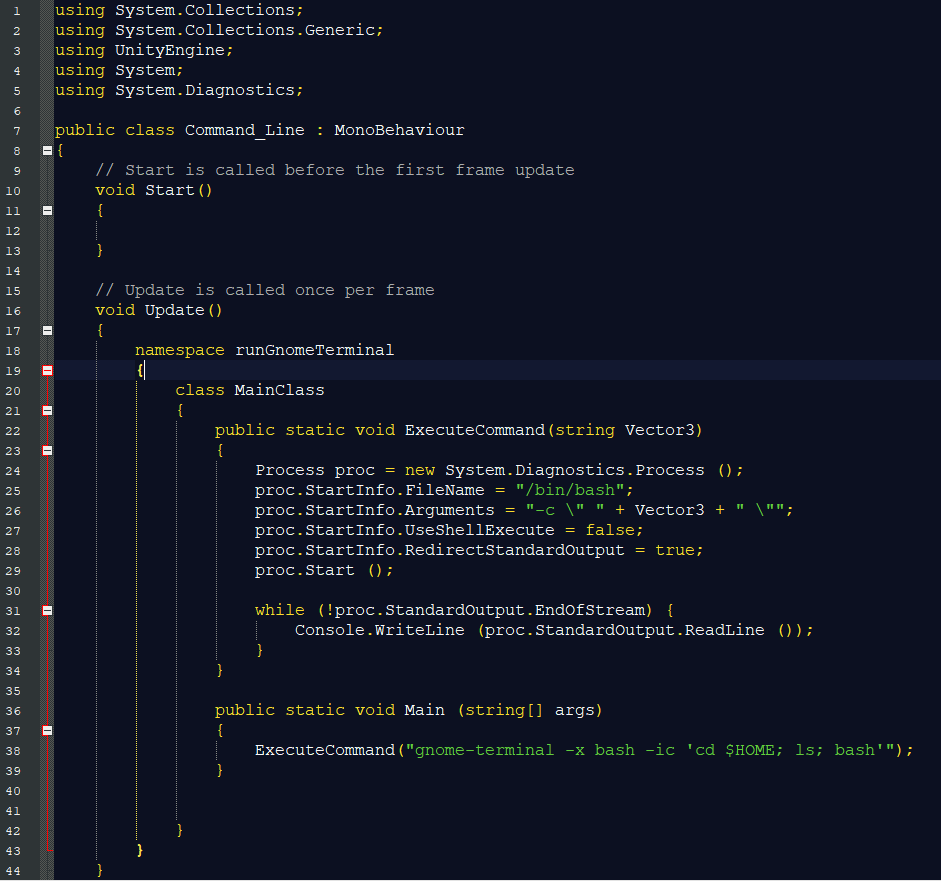 1 using System.Collections;
2 using System.Collections.Generic;
3 using UnityEngine;
4 using System;
5 using System.Diagnostics;
6
7 public class Command_Line : MonoBehaviour
8 {
9     // Start is called before the first frame update
10     void Start()
11     {
12
13     }
14
15     // Update is called once per frame
16     void Update()
17     {
18         namespace runGnomeTerminal
19         {
20             class MainClass
21             {
22                 public static void ExecuteCommand(string Vector3)
23                 {
24                     Process proc = new System.Diagnostics.Process ();
25                     proc.StartInfo.FileName = "/bin/bash";
26                     proc.StartInfo.Arguments = "-c \" " + Vector3 + " \"";
27                     proc.StartInfo.UseShellExecute = false;
28                     proc.StartInfo.RedirectStandardOutput = true;
29                     proc.Start ();
30
31                     while (!proc.StandardOutput.EndOfStream) {
32                         Console.WriteLine (proc.StandardOutput.ReadLine ());
33                     }
34                 }
35
36                 public static void Main (string[] args)
37                 {
38                     ExecuteCommand("gnome-terminal -x bash -ic 'cd $HOME; ls; bash'");
39                 }
40
41
42             }
43         }
44     }